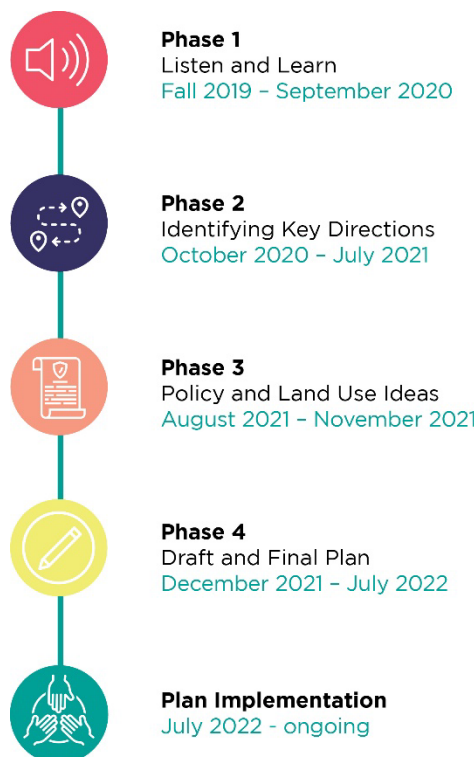 Phase 1
Listen and Learn
Fall 2019 – September 2020
Phase 2
Identifying Key Directions
October 2020 – July 2021
Phase 3
Policy and Land Use Ideas
August 2021 – November 2021
Phase 4
Draft and Final Plan
December 2021 – July 2022
Plan Implementation
July 2022 - ongoing